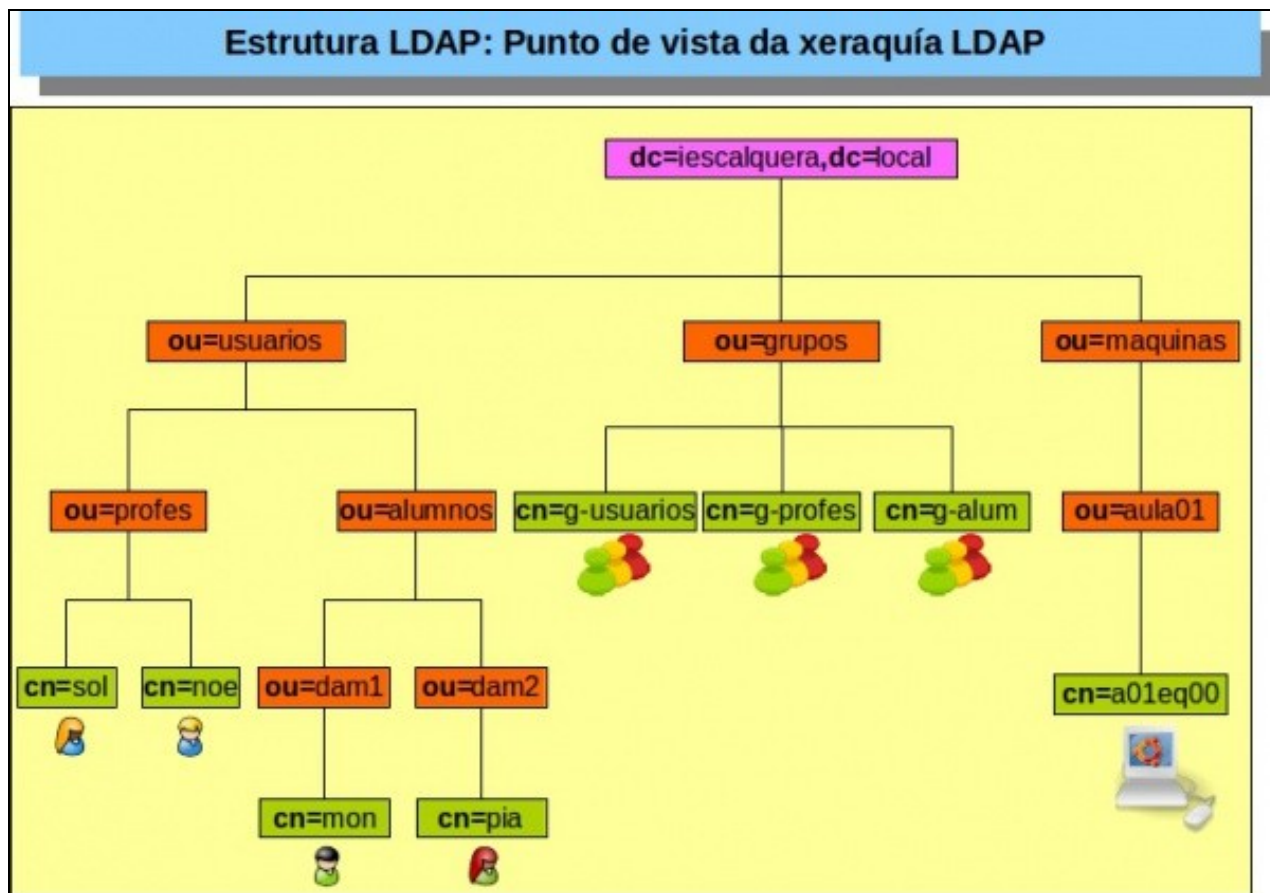 Estrutura LDAP: Punto de vista da xeraquía LDAP
dc=iescalquera,dc=local
ou=usuarios
ou=grupos
ou=maquinas
ou=profes
ou=alumnos
cn=g-usuarios
cn=g-profes
cn=g-alum
ou=aula01
cn=sol
cn=noe
ou=dam1
ou=dam2
cn=a01eq00
cn=mon
cn=pia